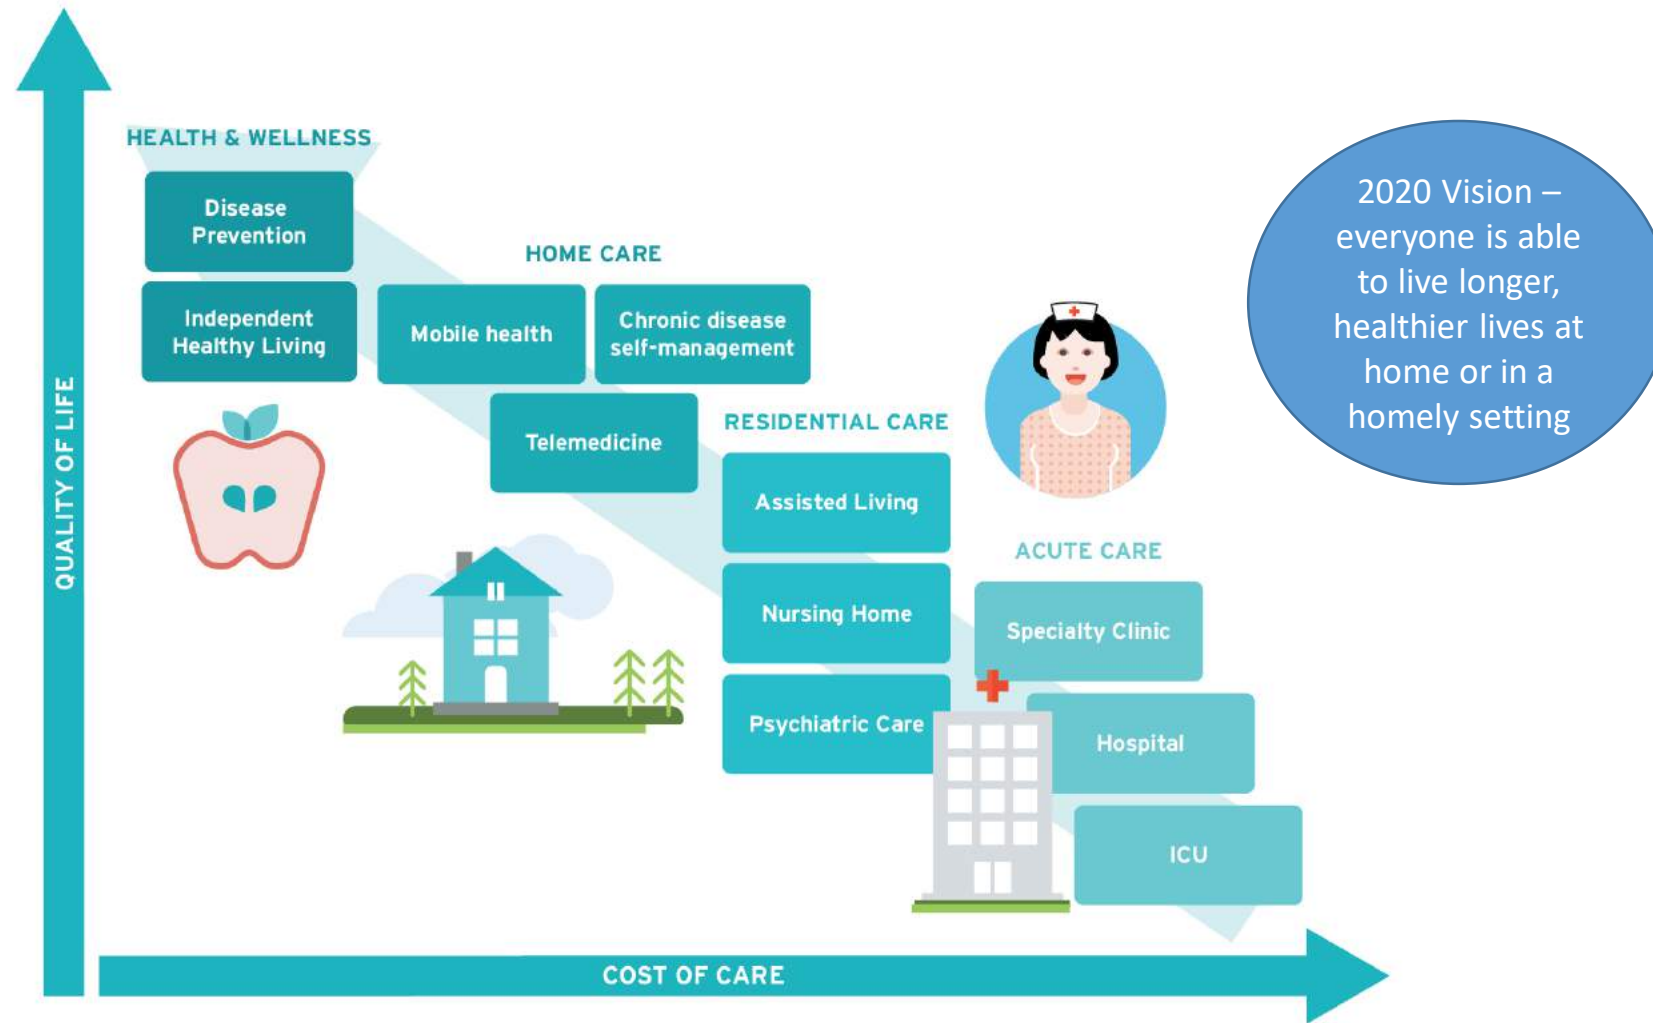 HEALTH & WELLNESS
Disease
Prevention
Independent
Healthy Living
HOME CARE
Mobile health
Chronic disease
self-management
Telemedicine
RESIDENTIAL CARE
Assisted Living
Nursing Home
Psychiatric Care
ACUTE CARE
Specialty Clinic
Hospital
ICU
QUALITY OF LIFE
COST OF CARE
2020 Vision –
everyone is able
to live longer,
healthier lives at
home or in a
homely setting